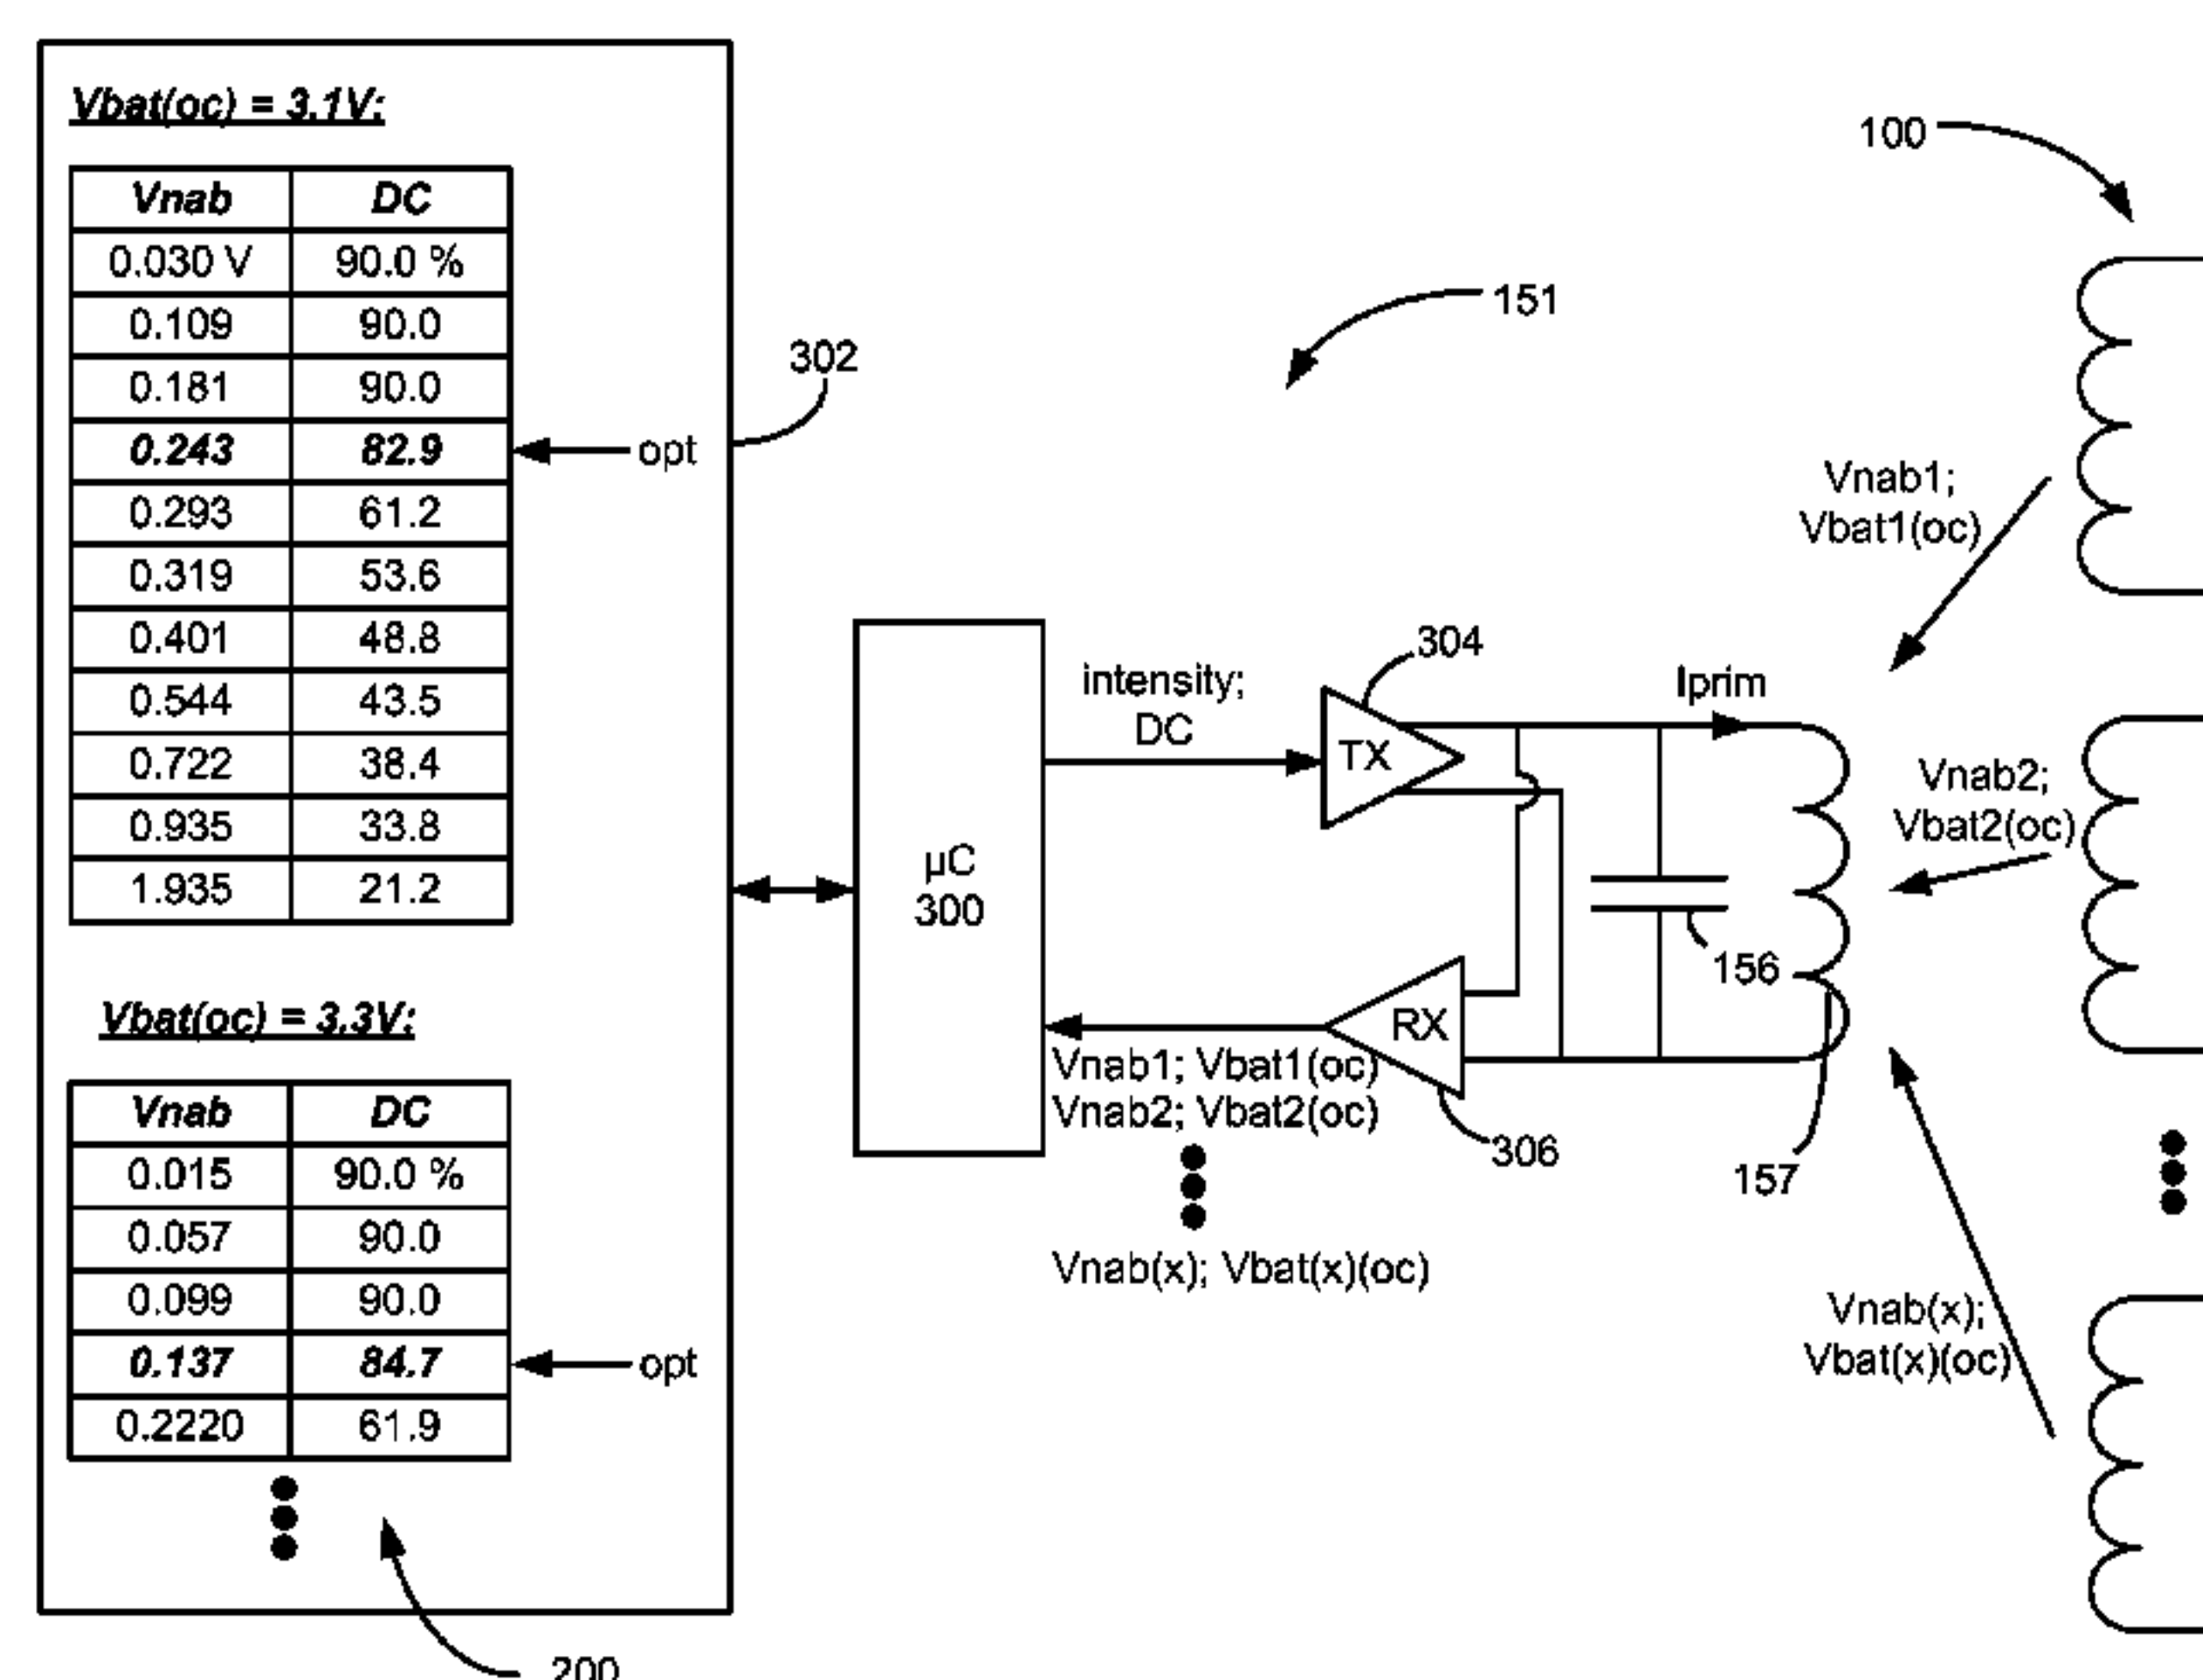 Vbat(oc) = 3.1V:
Vnab DC
0.030 V 90.0 %
0.109 90.0
0.181 90.0
0.243 82.9
opt
0.293 61.2
0.319 53.6
0.401 48.8
0.544 43.5
0.722 38.4
0.935 33.8
1.935 21.2
Vbat(oc) = 3.3V:
Vnab DC
0.015 90.0 %
0.057 90.0
0.099 90.0
0.137 84.7
opt
0.2220 61.9
200
302
151
100
µC
300
intensity;
DC
304
TX
Iprim
156
157
RX
306
Vnab1; Vbat1(oc)
Vnab2; Vbat2(oc)
Vnab(x); Vbat(x)(oc)
Vnab1;
Vbat1(oc)
Vnab2;
Vbat2(oc)
Vnab(x);
Vbat(x)(oc)